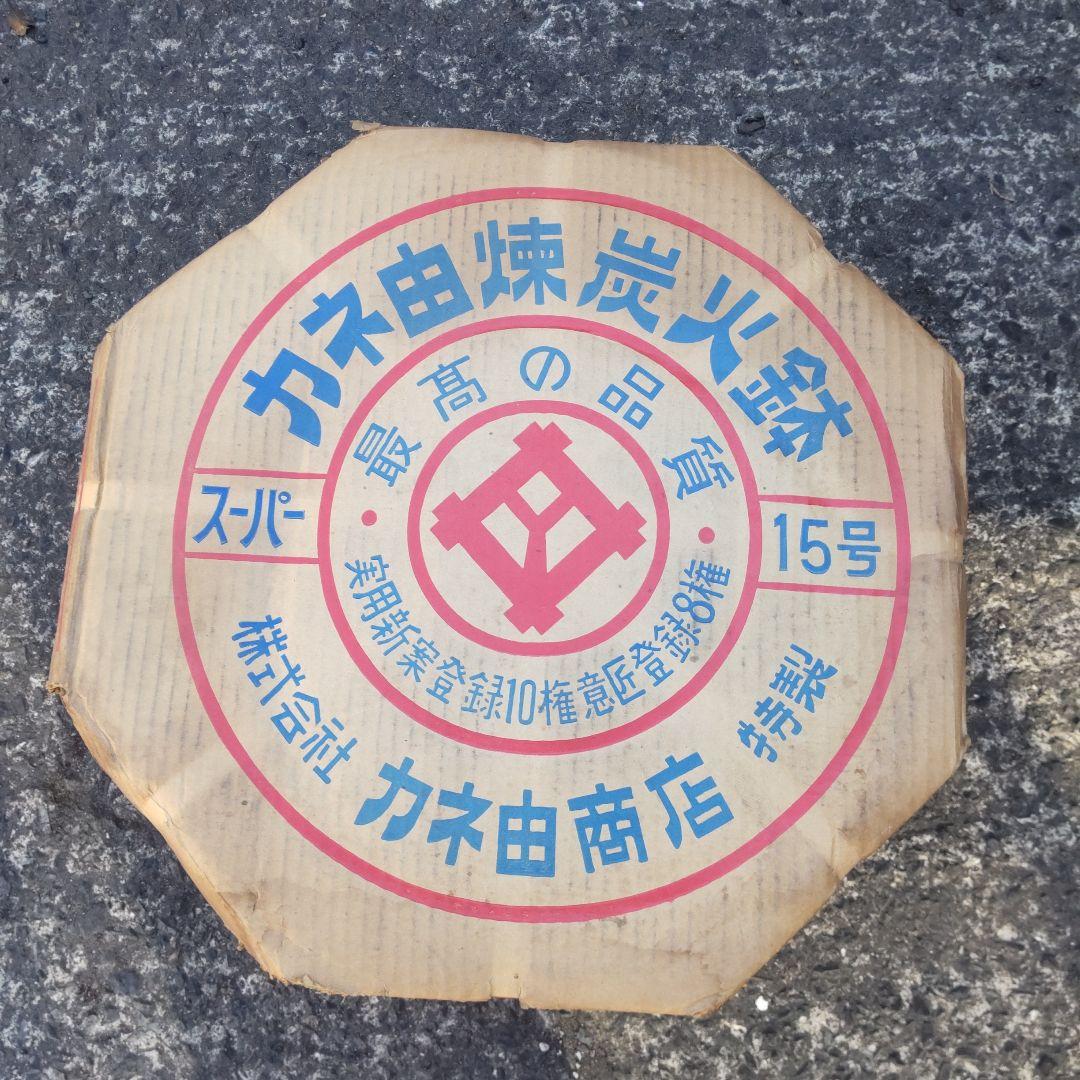 カネ由煉炭火鉢
最高の品質
スーパー
15号
実用新案登録10権意匠登録8権
株式会社
カネ由商店
特製